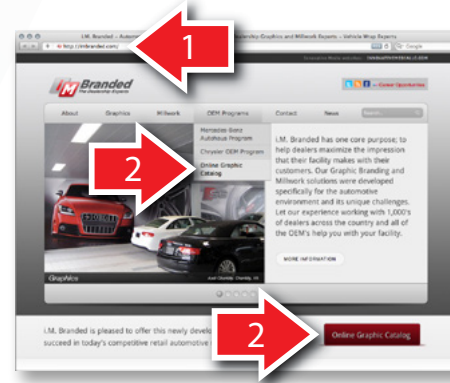 I.M. Branded – Automo Dealership Graphics and Millwork Experts – Vehicle Wrap Experts
1
http://imbranded.com/
Google
i.M Branded
The Dealership Experts
Career Opportunities
About Graphics Millwork OEM Programs Contact News Search...
Mercedes-Benz
Autohaus Program
Chrysler OEM Program
Online Graphic
Catalog
2
i.M. Branded has one core purpose; to
help dealers maximize the impression
that their facility makes with their
customers. Our Graphic Branding and
Millwork solutions were developed
specifically for the automotive
environment and its unique challenges.
Let our experience working with 1,000's
of dealers across the country and all of
the OEM's help you with your facility.
MORE INFORMATION
Graphics
i.M. Branded is pleased to offer this newly develo
succeed in today's competitive retail automotive
2
Online Graphic Catalog